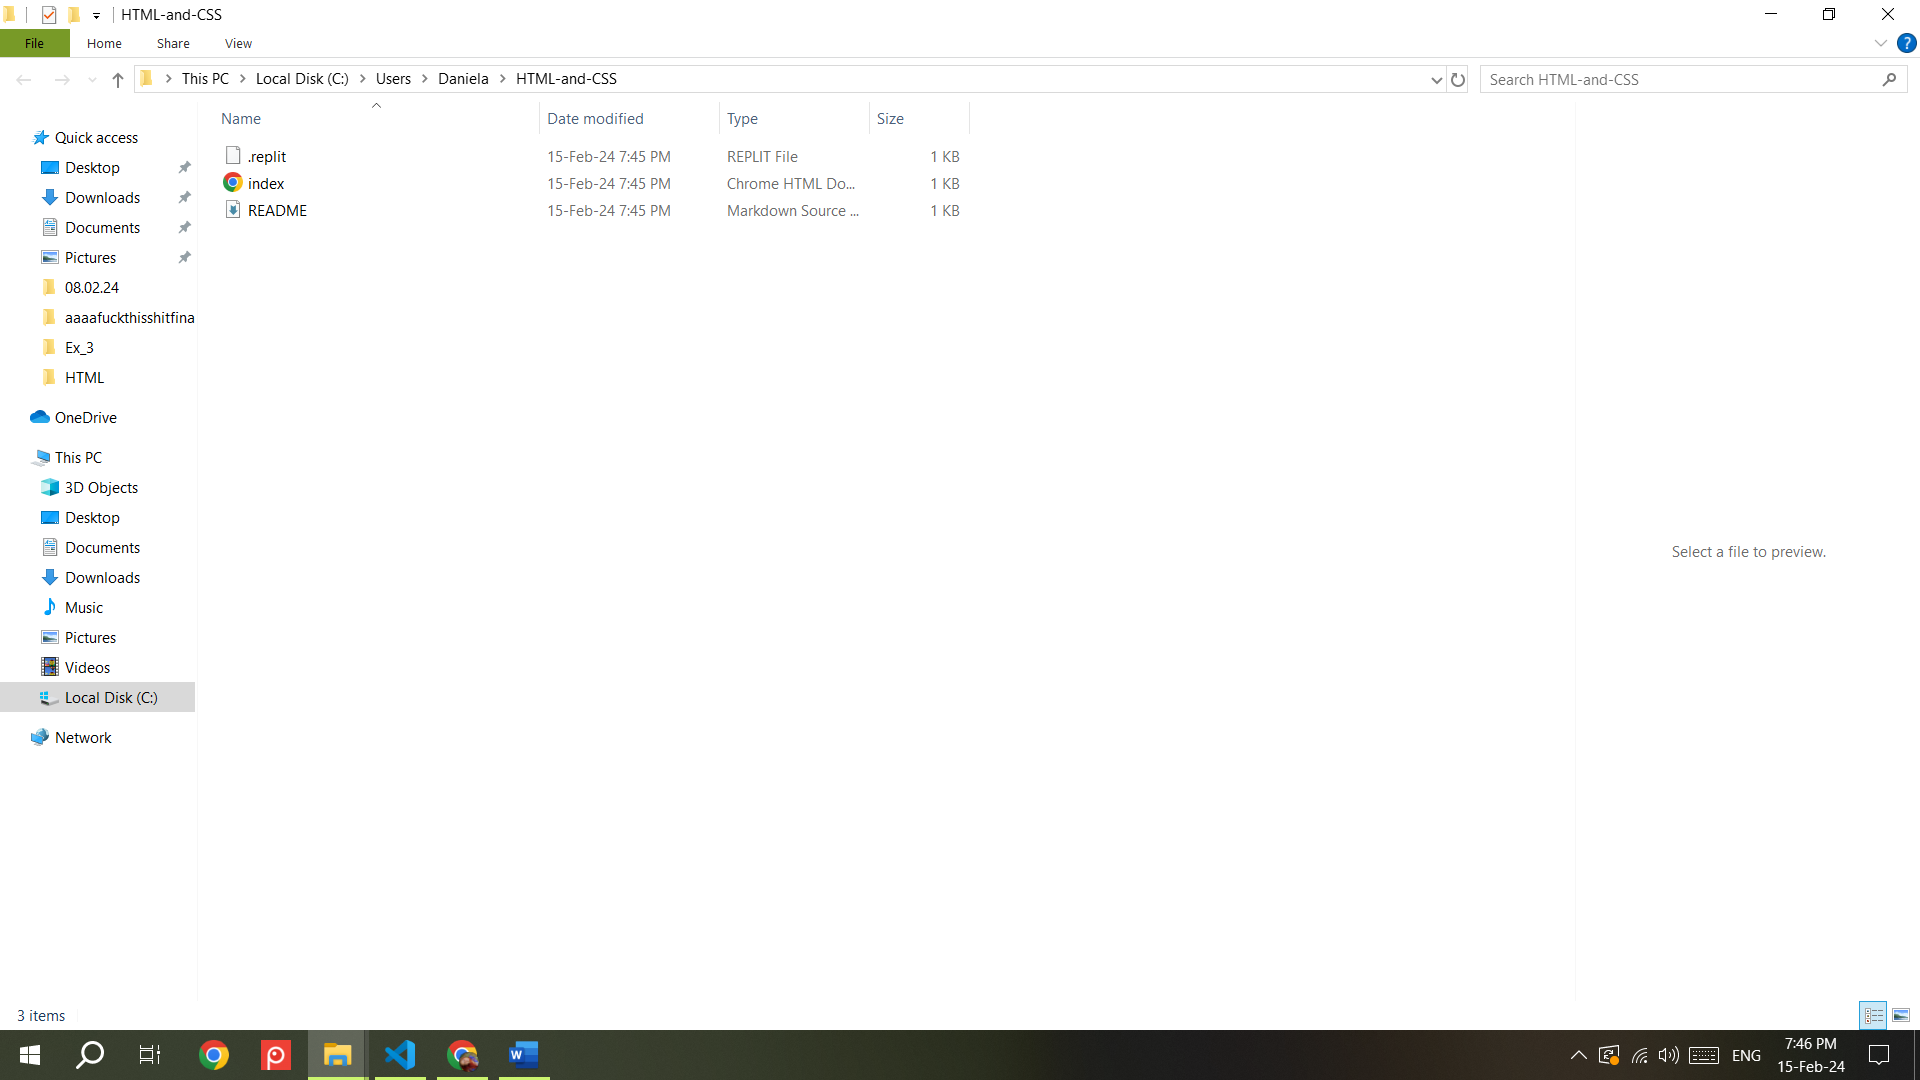 HTML-and-CSS
File Home Share View
This PC Local Disk (C:) Users Daniela HTML-and-CSS Search HTML-and-CSS
Name Date modified Type Size
.replit 15-Feb-24 7:45 PM REPLIT File 1 KB
index 15-Feb-24 7:45 PM Chrome HTML Do... 1 KB
README 15-Feb-24 7:45 PM Markdown Source ... 1 KB
Quick access
Desktop
Downloads
Documents
Pictures
08.02.24
aaaafuckthisshitfina
Ex_3
HTML
OneDrive
This PC
3D Objects
Desktop
Documents
Downloads
Music
Pictures
Videos
Local Disk (C:)
Network
Select a file to preview.
3 items
ENG
7:46 PM
15-Feb-24